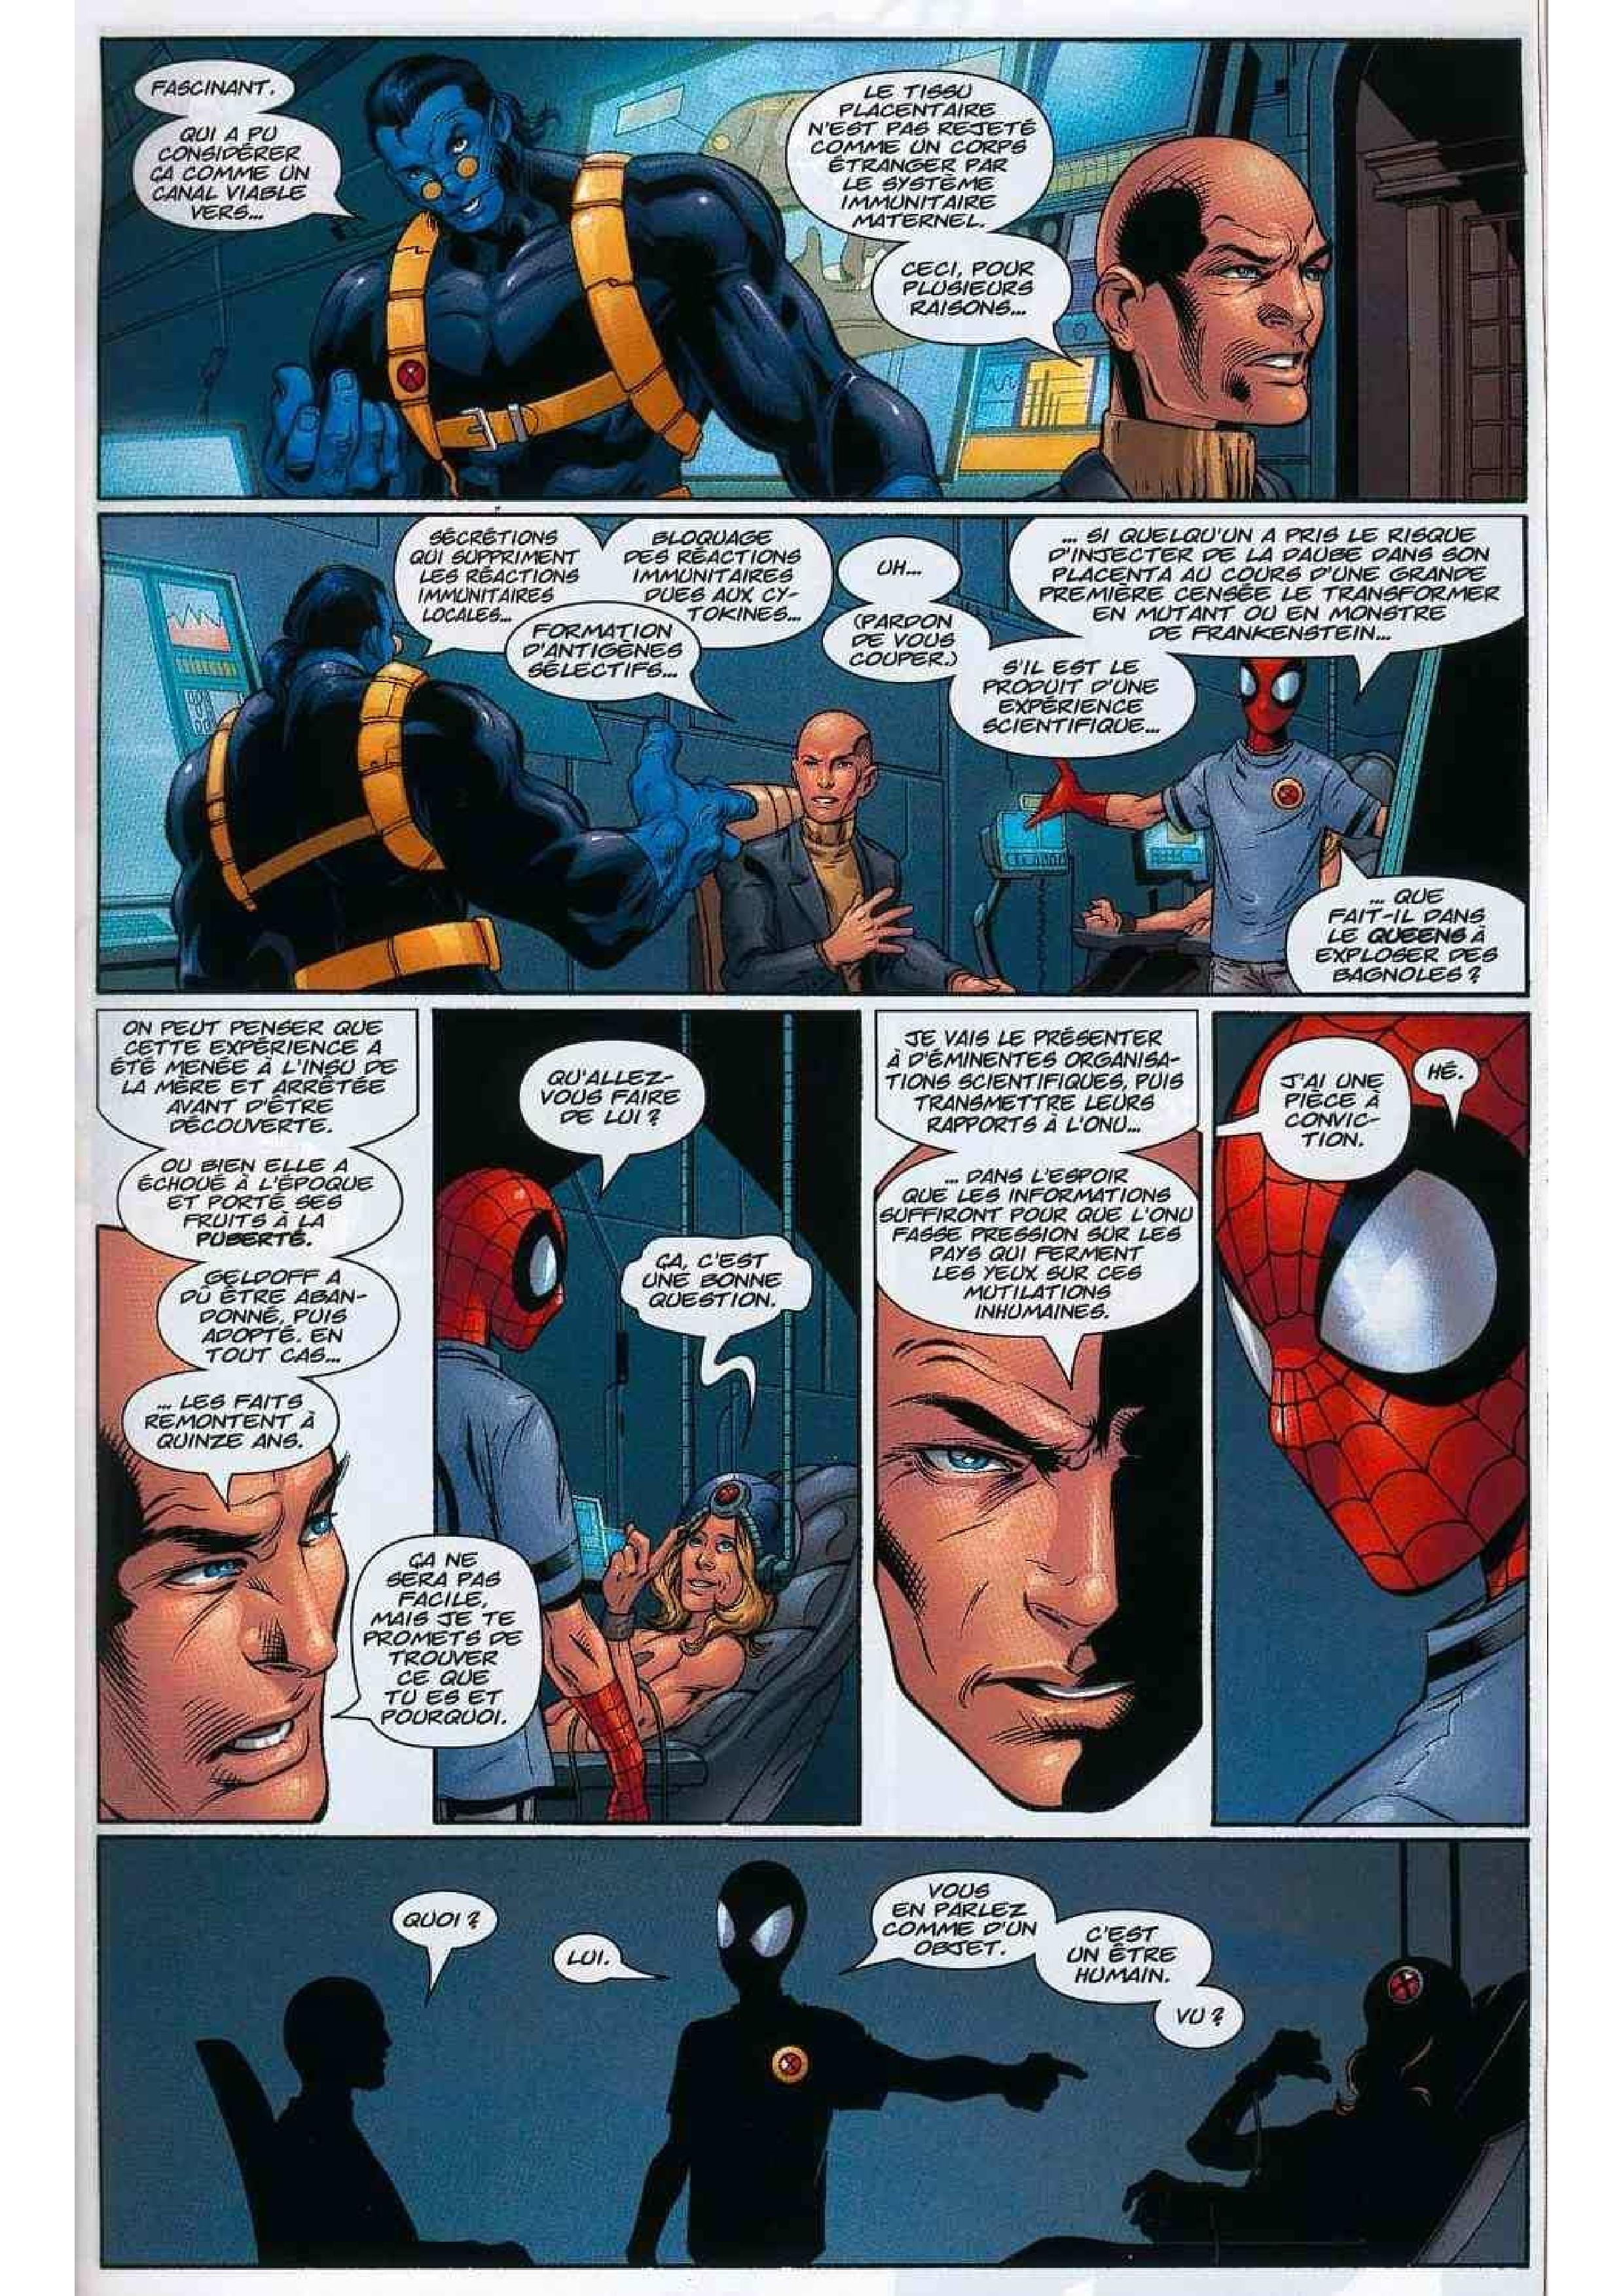 FASCINANT.
QUI A PU
CONSIDÉRER
ÇA COMME UN
CANAL VIABLE
VERS...
LE TISSU
PLACENTAIRE
N'EST PAS REJETÉ
COMME UN CORPS
ÉTRANGER PAR
LE SYSTÈME
IMMUNITAIRE
MATERNEL.
CECI, POUR
PLUSIEURS
RAISONS...
SÉCRÉTIONS
QUI SUPPRIMENT
LES RÉACTIONS
IMMUNITAIRES
LOCALES...
FORMATION
D'ANTIGÈNES
SÉLECTIFS...
BLOQUAGE
DES RÉACTIONS
IMMUNITAIRES
DUES AUX CY-
TOKINES...
UH...
(PARDON
DE VOUS
COUPER.)
S'IL EST LE
PRODUIT D'UNE
EXPÉRIENCE
SCIENTIFIQUE...
... SI QUELQU'UN A PRIS LE RISQUE
D'INJECTER DE LA DAUBE DANS SON
PLACENTA AU COURS D'UNE GRANDE
PREMIÈRE CENSÉE LE TRANSFORMER
EN MUTANT OU EN MONSTRE
DE FRANKENSTEIN...
... QUE
FAIT-IL DANS
LE QUEENS À
EXPLOSER DES
BAGNOLES ?
ON PEUT PENSER QUE
CETTE EXPÉRIENCE A
ÉTÉ MENÉE À L'INSU DE
LA MÈRE ET ARRÊTÉE
AVANT D'ÊTRE
DÉCOUVERTE.
OU BIEN ELLE A
ÉCHOUÉ À L'ÉPOQUE
ET PORTÉ SES
FRUITS À LA
PUBERTÉ.
GELDOFF A
DÛ ÊTRE ABAN-
DONNÉ, PUIS
ADOPTÉ. EN
TOUT CAS...
... LES FAITS
REMONTENT À
QUINZE ANS.
ÇA NE
SERA PAS
FACILE,
MAIS JE TE
PROMETS DE
TROUVER
CE QUE
TU ES ET
POURQUOI.
QU'ALLEZ-
VOUS FAIRE
DE LUI ?
ÇA, C'EST
UNE BONNE
QUESTION.
JE VAIS LE PRÉSENTER
À D'ÉMINENTES ORGANISA-
TIONS SCIENTIFIQUES, PUIS
TRANSMETTRE LEURS
RAPPORTS À L'ONU...
... DANS L'ESPOIR
QUE LES INFORMATIONS
SUFFIRONT POUR QUE L'ONU
FASSE PRESSION SUR LES
PAYS QUI FERMENT
LES YEUX SUR CES
MUTILATIONS
INHUMAINES.
J'AI UNE
PIÈCE À
CONVIC-
TION.
HÉ.
QUOI ?
LUI.
VOUS
EN PARLEZ
COMME D'UN
OBJET.
C'EST
UN ÊTRE
HUMAIN.
VU ?